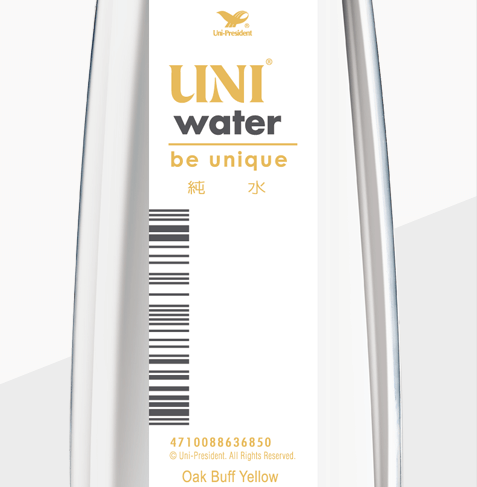 Uni-President
UNI®
water
be unique
純 水
4710088636850
© Uni-President. All Rights Reserved.
Oak Buff Yellow